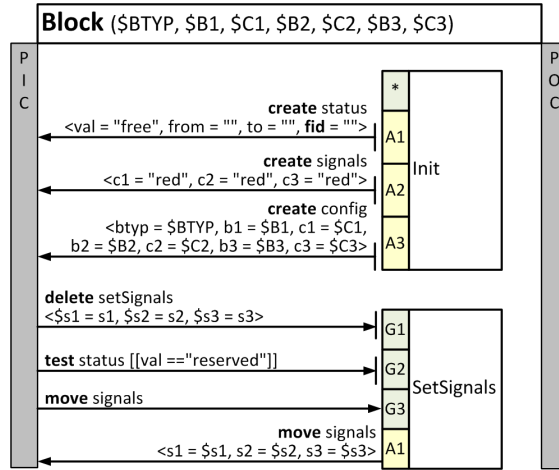 Block ($BTYP, $B1, $C1, $B2, $C2, $B3, $C3)
P
I
C
P
O
C
*
create status
<val = "free", from = "", to = "", fid = "">
A1
create signals
<c1 = "red", c2 = "red", c3 = "red">
A2
Init
create config
<btyp = $BTYP, b1 = $B1, c1 = $C1,
b2 = $B2, c2 = $C2, b3 = $B3, c3 = $C3>
A3
delete setSignals
<$s1 = s1, $s2 = s2, $s3 = s3>
G1
test status [[val =="reserved"]]
G2
SetSignals
move signals
G3
move signals
<s1 = $s1, s2 = $s2, s3 = $s3>
A1